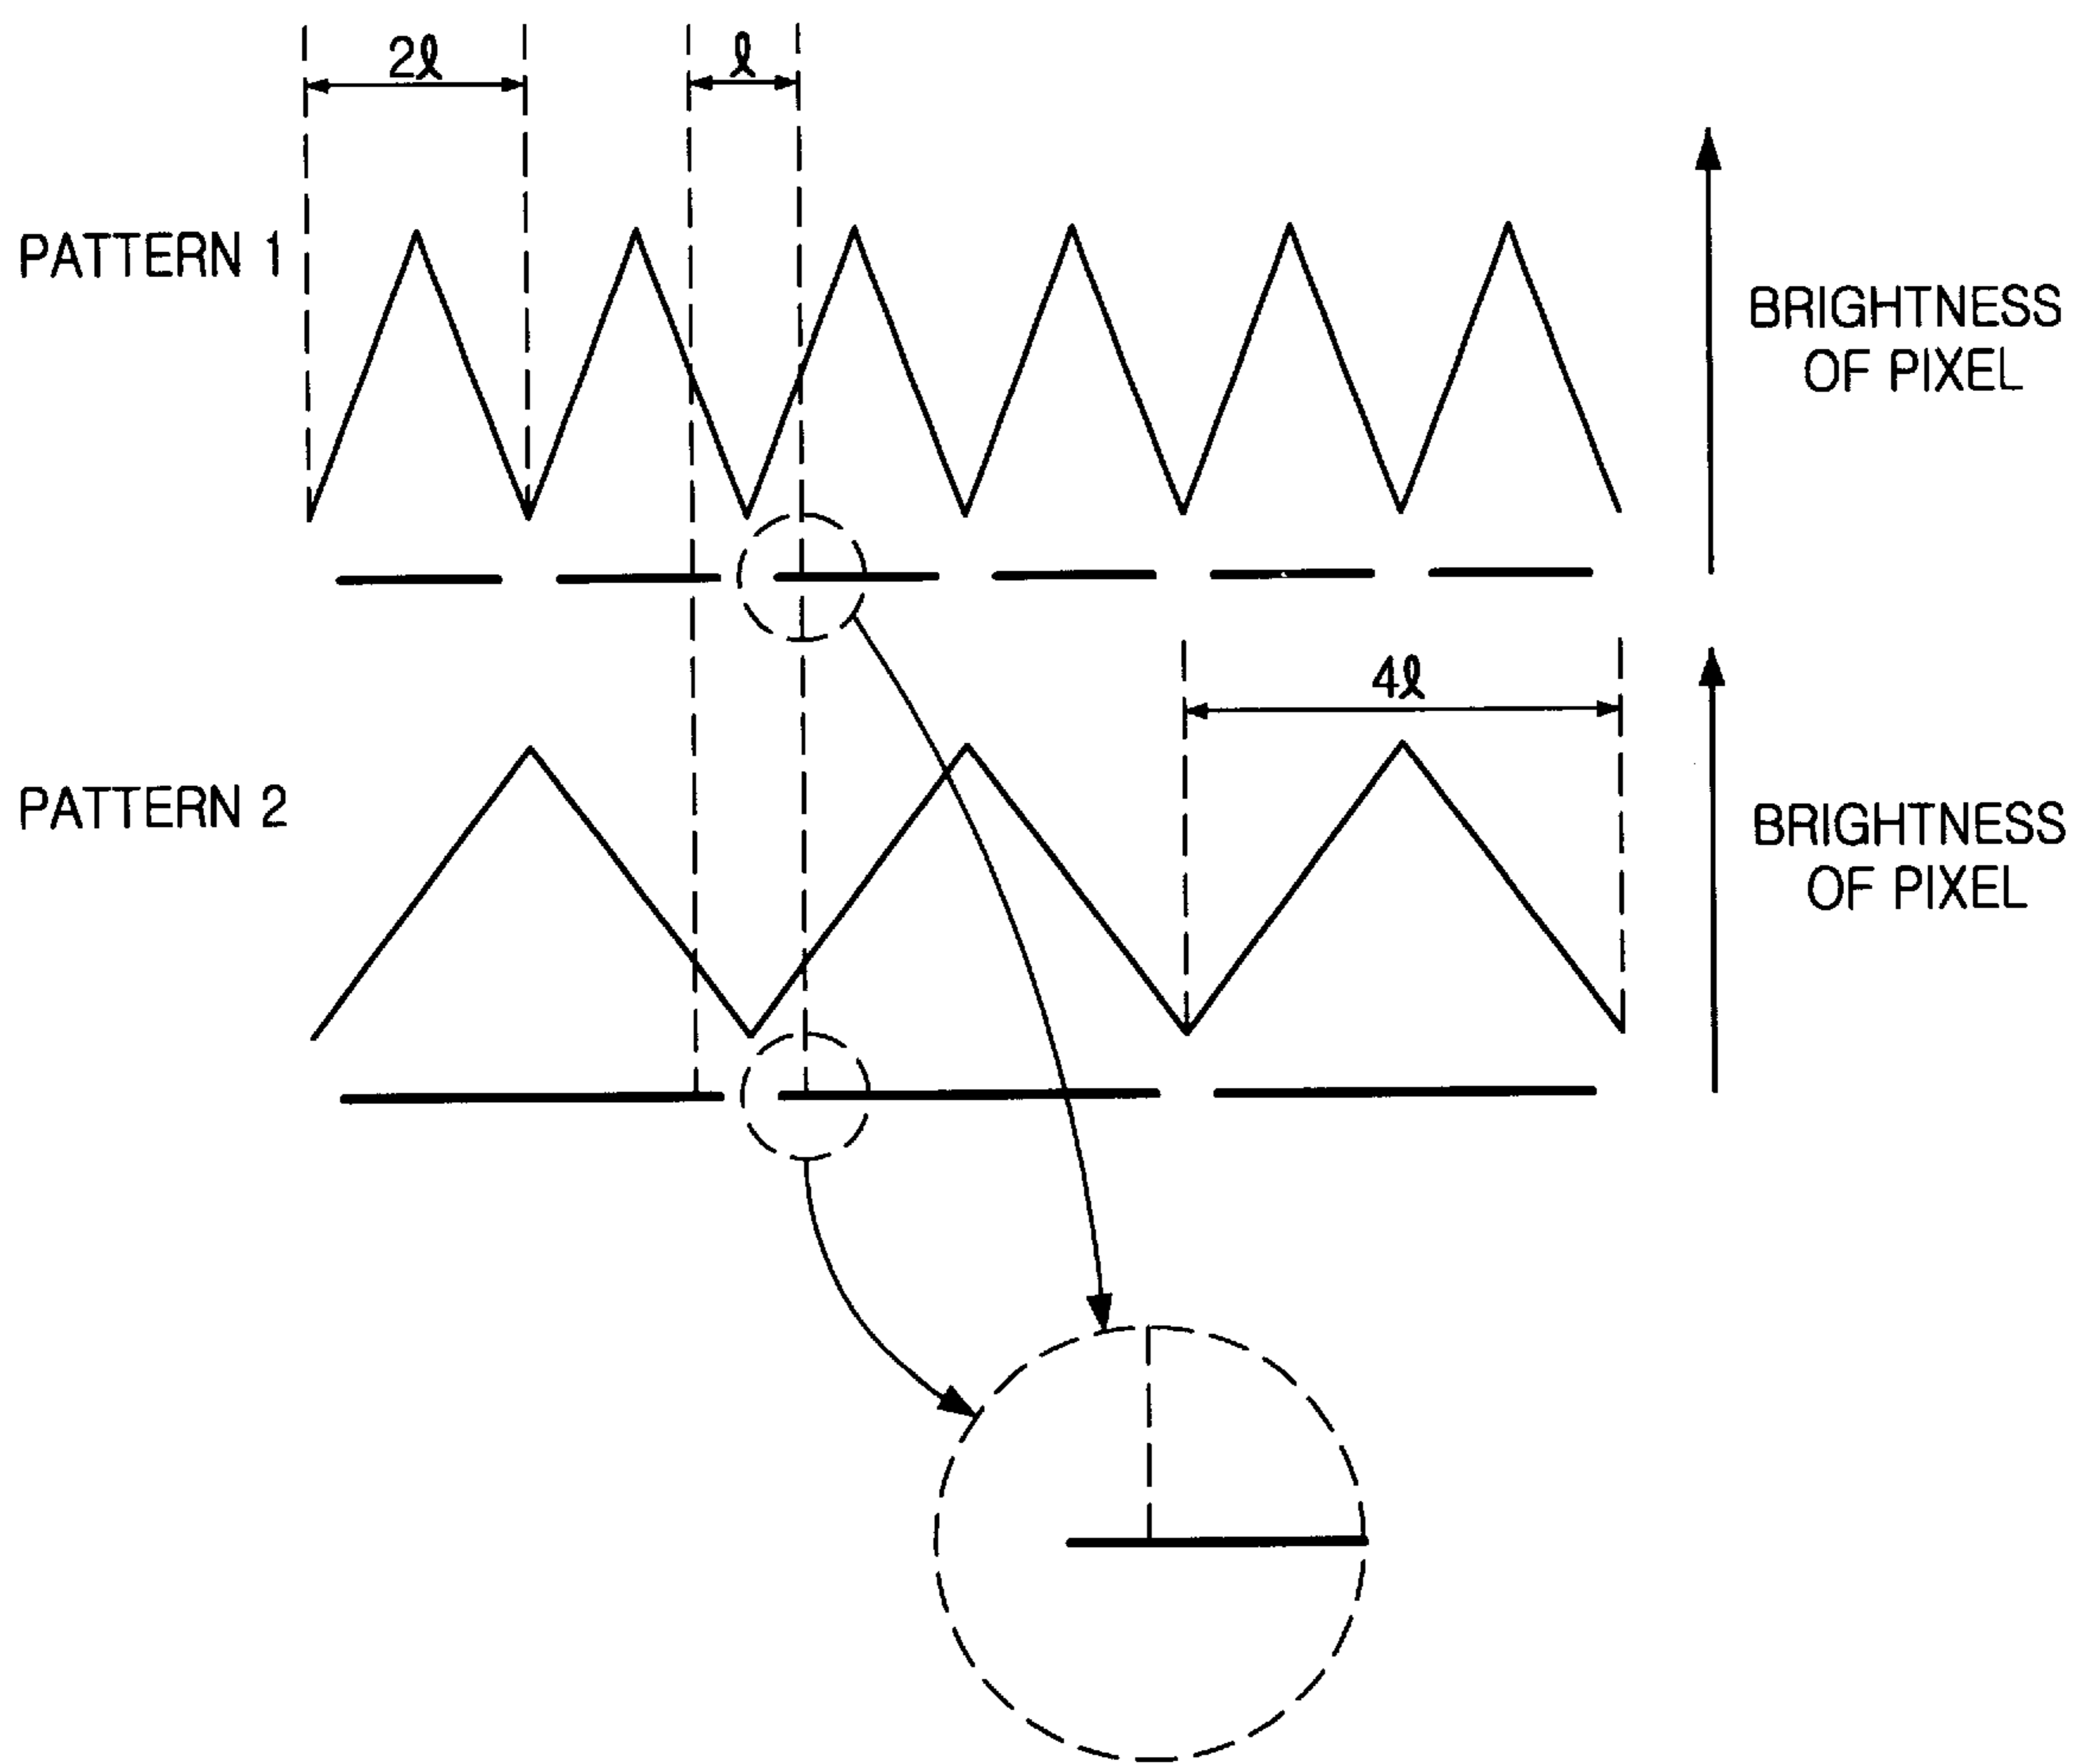 2ℓ
ℓ
PATTERN 1
BRIGHTNESS
OF PIXEL
4ℓ
PATTERN 2
BRIGHTNESS
OF PIXEL